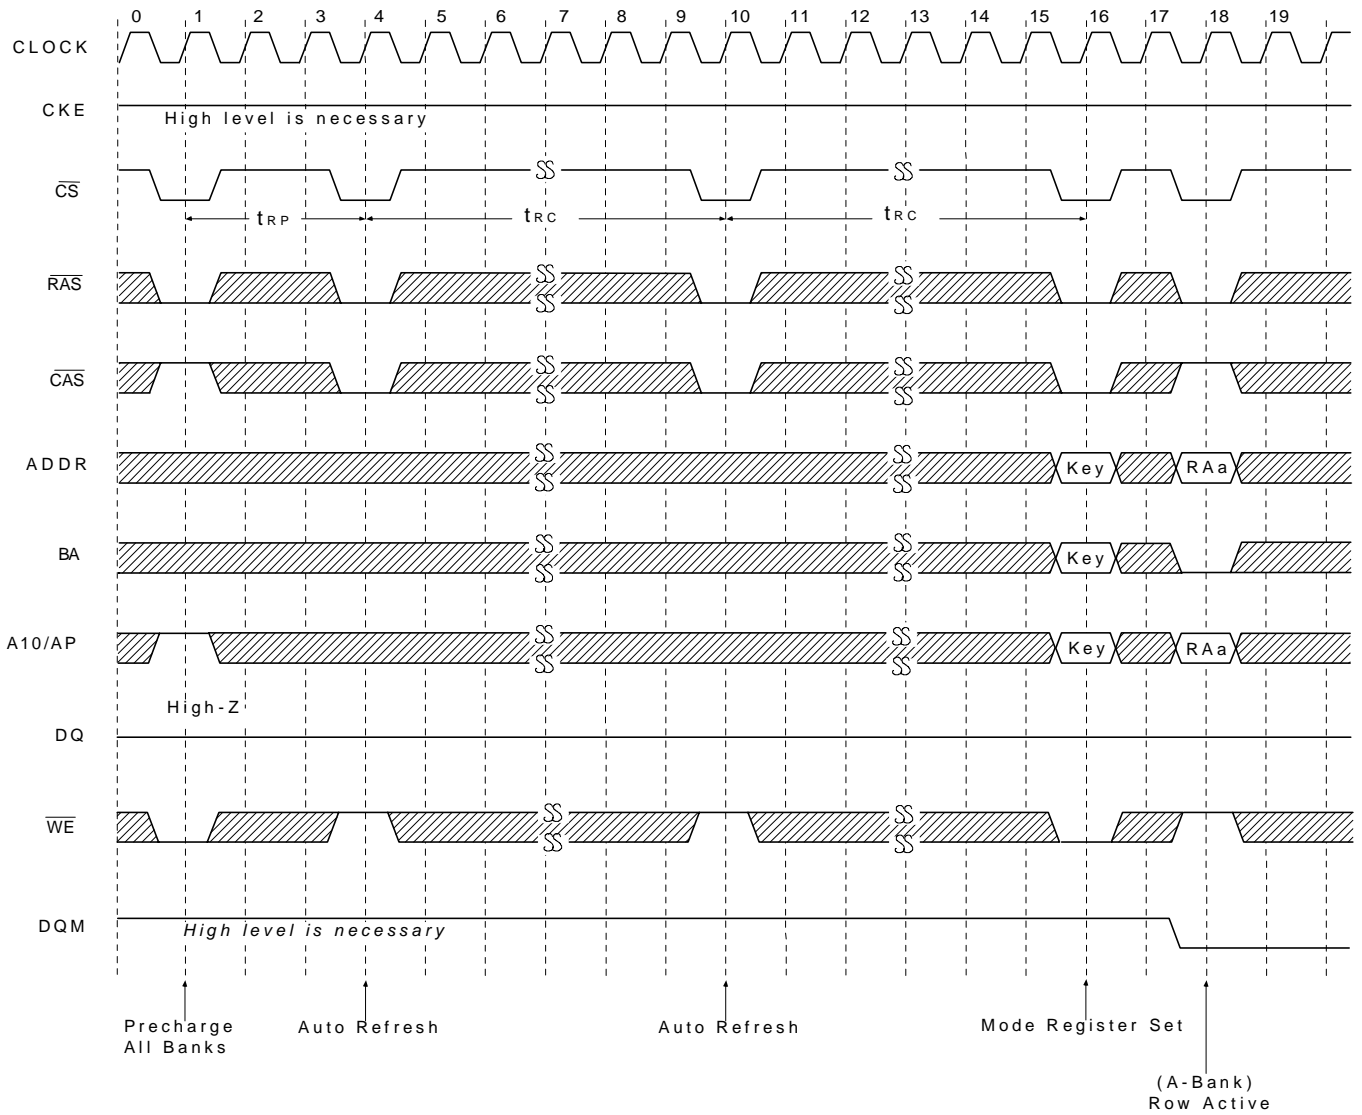 0 1 2 3 4 5 6 7 8 9 10 11 12 13 14 15 16 17 18 19
CLOCK
CKE
High level is necessary
CS
tRP tRC tRC
RAS
CAS
ADDR Key RAa
BA Key
A10/AP Key RAa
High-Z
DQ
WE
DQM
High level is necessary
Precharge
All Banks
Auto Refresh
Auto Refresh
Mode Register Set
(A-Bank)
Row Active